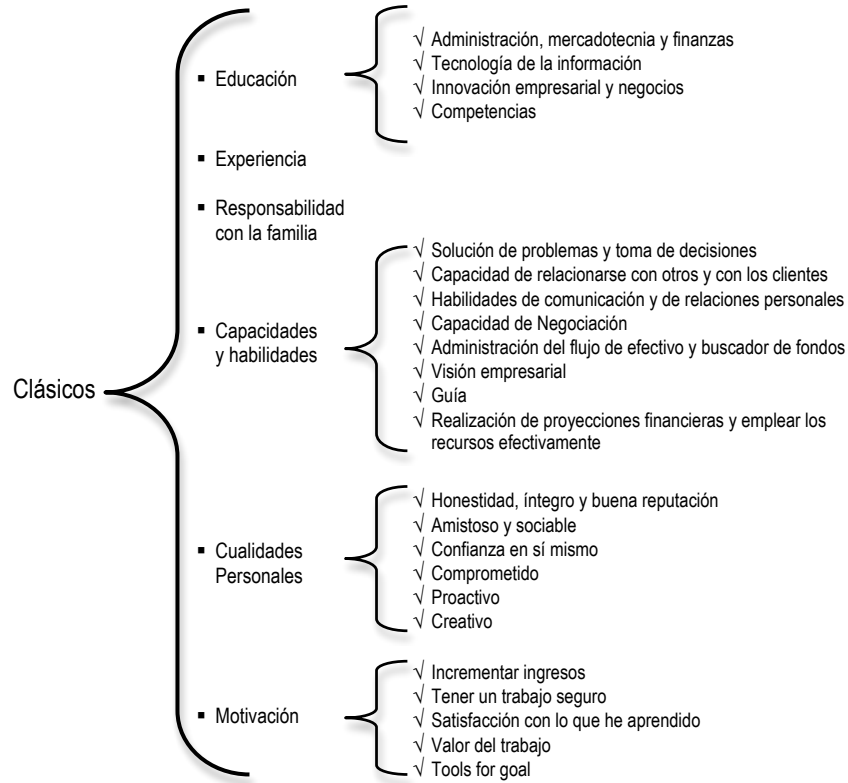 Clásicos
▪ Educación
√ Administración, mercadotecnia y finanzas
√ Tecnología de la información
√ Innovación empresarial y negocios
√ Competencias
▪ Experiencia
▪ Responsabilidad
con la familia
▪ Capacidades
y habilidades
√ Solución de problemas y toma de decisiones
√ Capacidad de relacionarse con otros y con los clientes
√ Habilidades de comunicación y de relaciones personales
√ Capacidad de Negociación
√ Administración del flujo de efectivo y buscador de fondos
√ Visión empresarial
√ Guía
√ Realización de proyecciones financieras y emplear los
recursos efectivamente
▪ Cualidades
Personales
√ Honestidad, íntegro y buena reputación
√ Amistoso y sociable
√ Confianza en sí mismo
√ Comprometido
√ Proactivo
√ Creativo
▪ Motivación
√ Incrementar ingresos
√ Tener un trabajo seguro
√ Satisfacción con lo que he aprendido
√ Valor del trabajo
√ Tools for goal